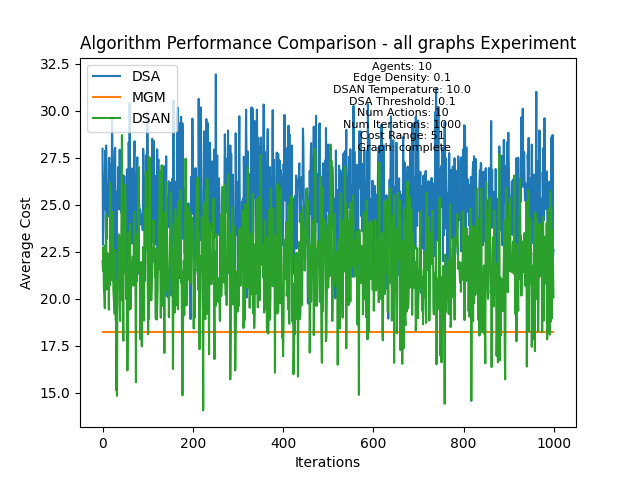 Algorithm Performance Comparison - all graphs Experiment
Average Cost
32.5
30.0
27.5
25.0
22.5
20.0
17.5
15.0
DSA
MGM
DSAN
Agents: 10
Edge Density: 0.1
DSAN Temperature: 10.0
DSA Threshold: 0.1
Num Actions: 10
Num Iterations: 1000
Cost Range: 51
Graph: complete
0
200
400
600
800
1000
Iterations